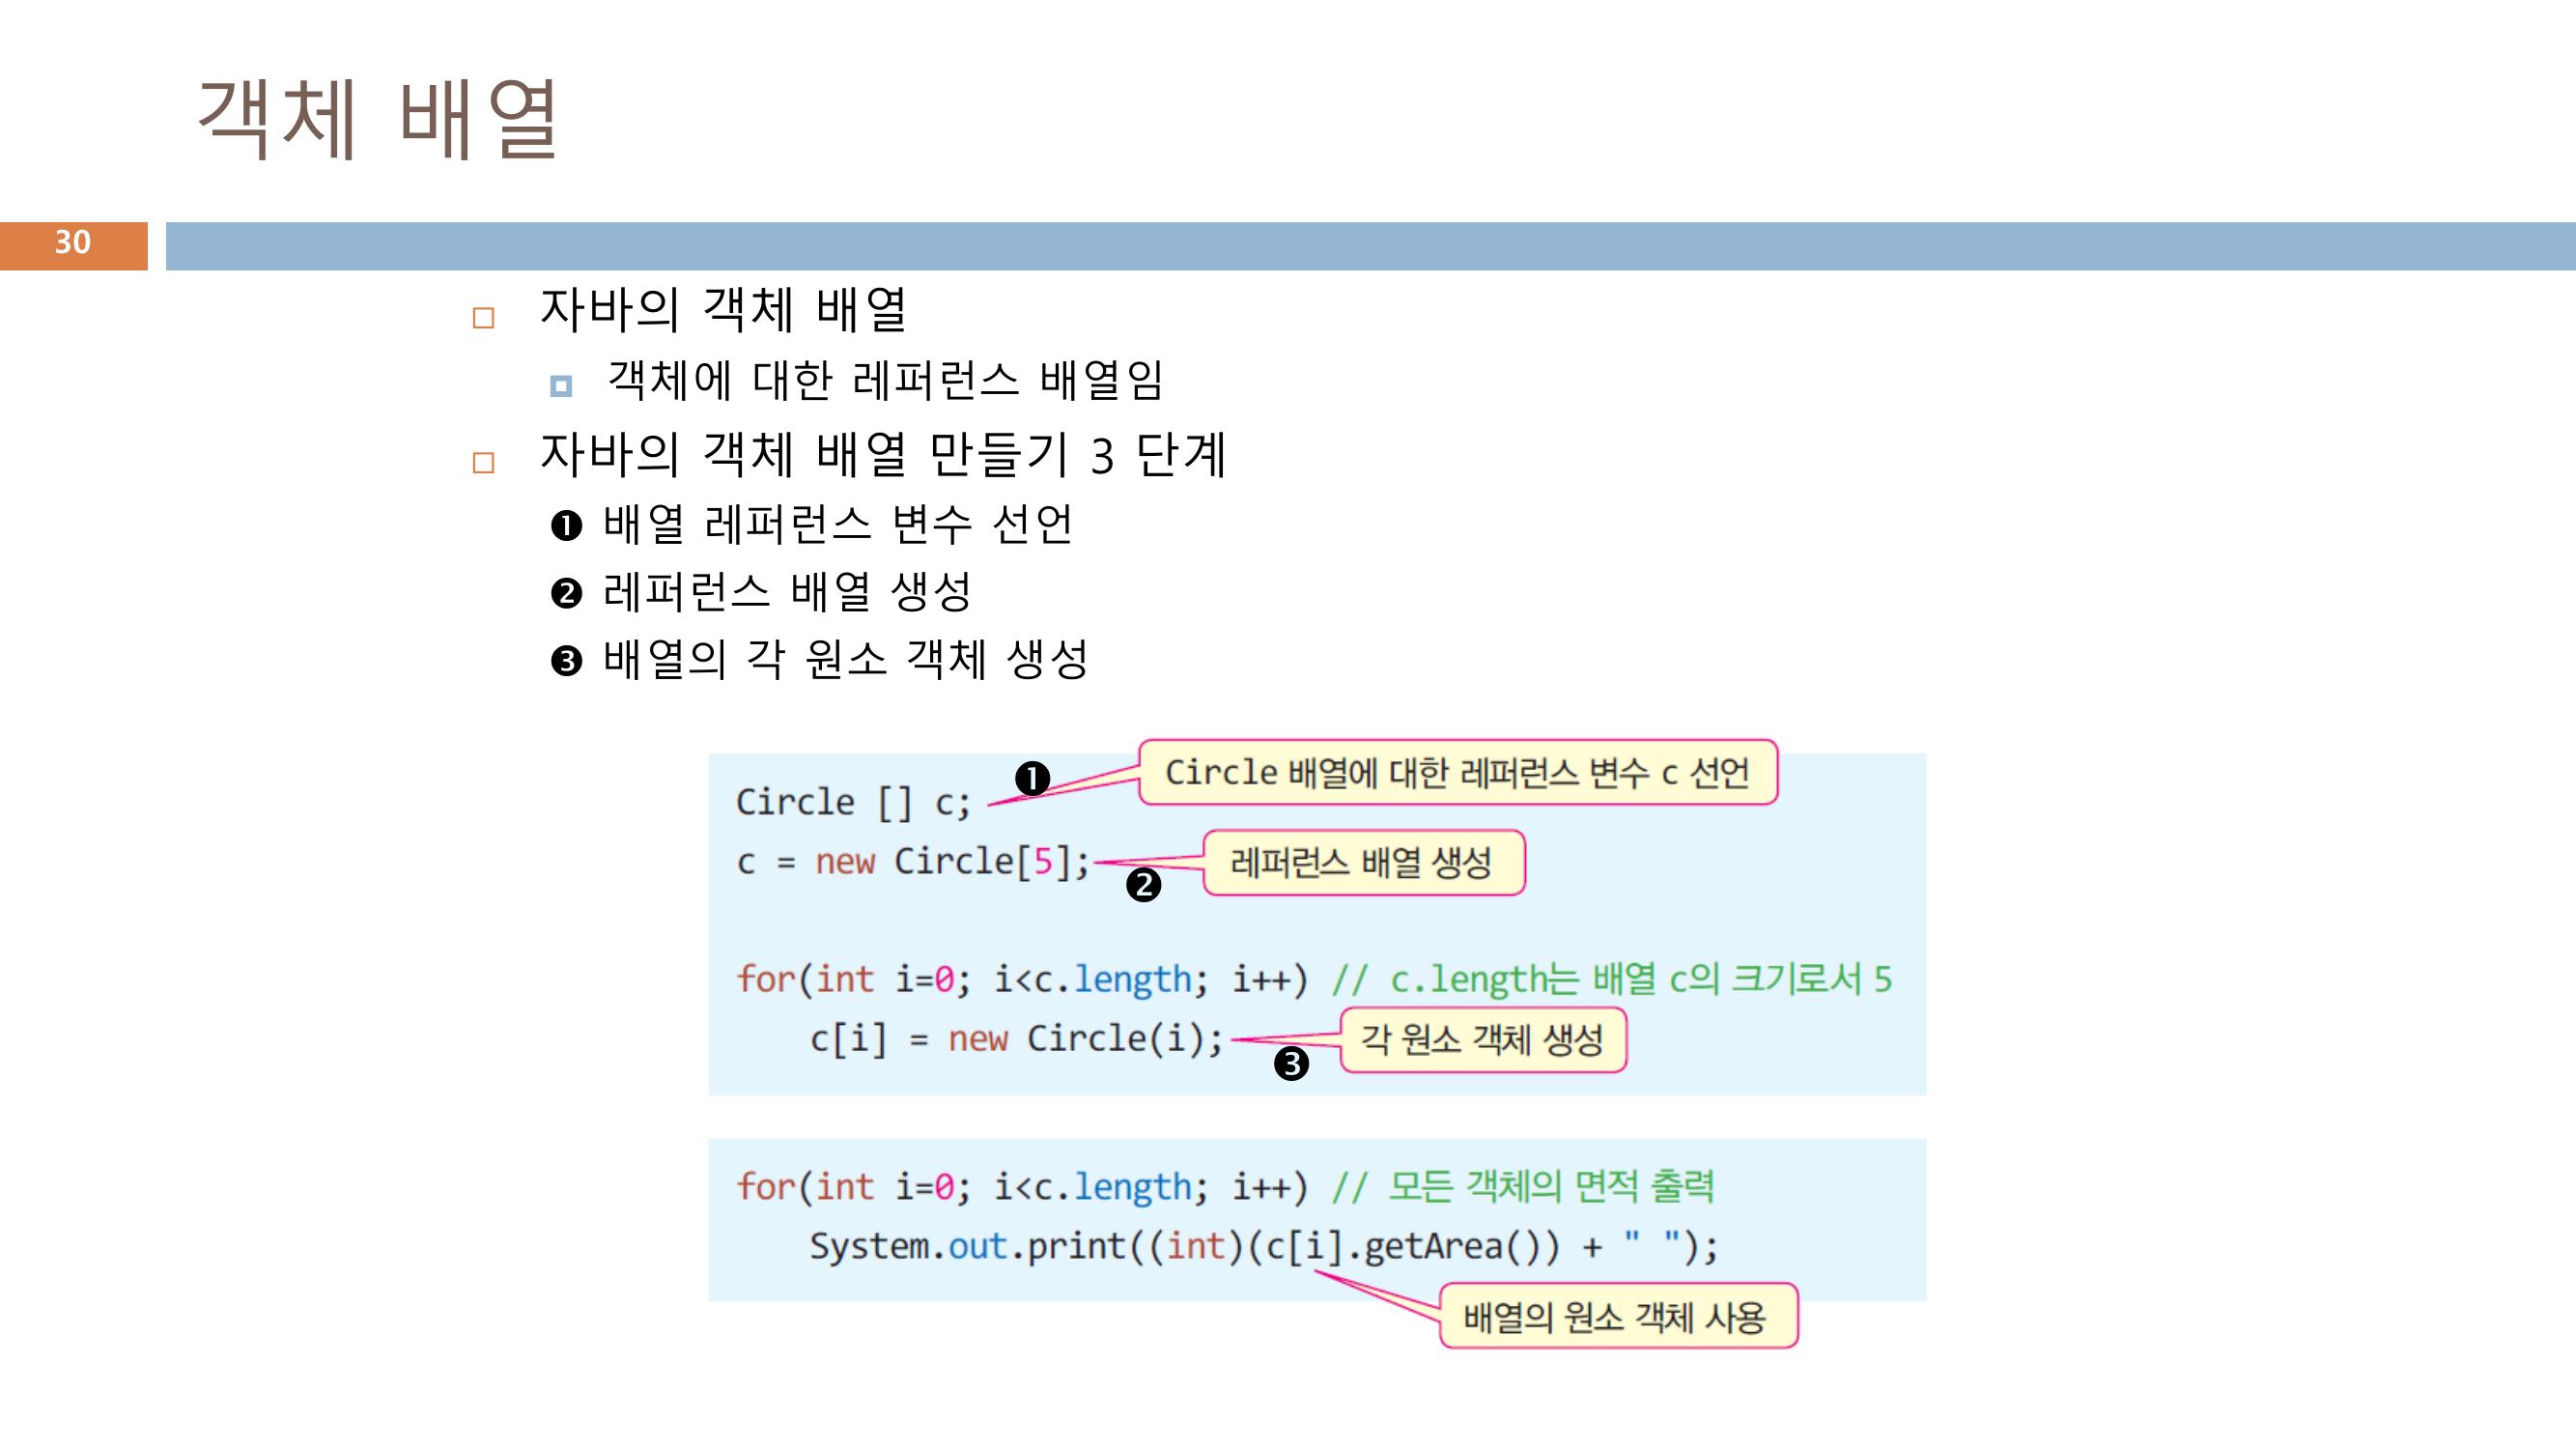 객체 배열
30
자바의 객체 배열
객체에 대한 레퍼런스 배열임
자바의 객체 배열 만들기 3 단계
❶ 배열 레퍼런스 변수 선언
❷ 레퍼런스 배열 생성
❸ 배열의 각 원소 객체 생성
Circle 배열에 대한 레퍼런스 변수 c 선언
❶
Circle [] c;
c = new Circle[5];
❷
레퍼런스 배열 생성
for(int i=0; i<c.length; i++) // c.length는 배열 c의 크기로서 5
c[i] = new Circle(i);
❸
각 원소 객체 생성
for(int i=0; i<c.length; i++) // 모든 객체의 면적 출력
System.out.print((int)(c[i].getArea()) + " ");
배열의 원소 객체 사용